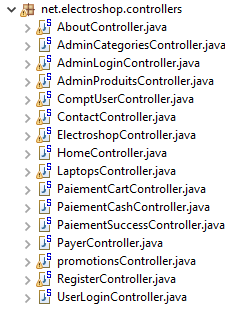 net.electroshop.controllers
AboutController.java
AdminCategoriesController.java
AdminLoginController.java
AdminProduitsController.java
ComptUserController.java
ContactController.java
ElectroshopController.java
HomeController.java
LaptopsController.java
PaiementCartController.java
PaiementCashController.java
PaiementSuccessController.java
PayerController.java
promotionsController.java
RegisterController.java
UserLoginController.java